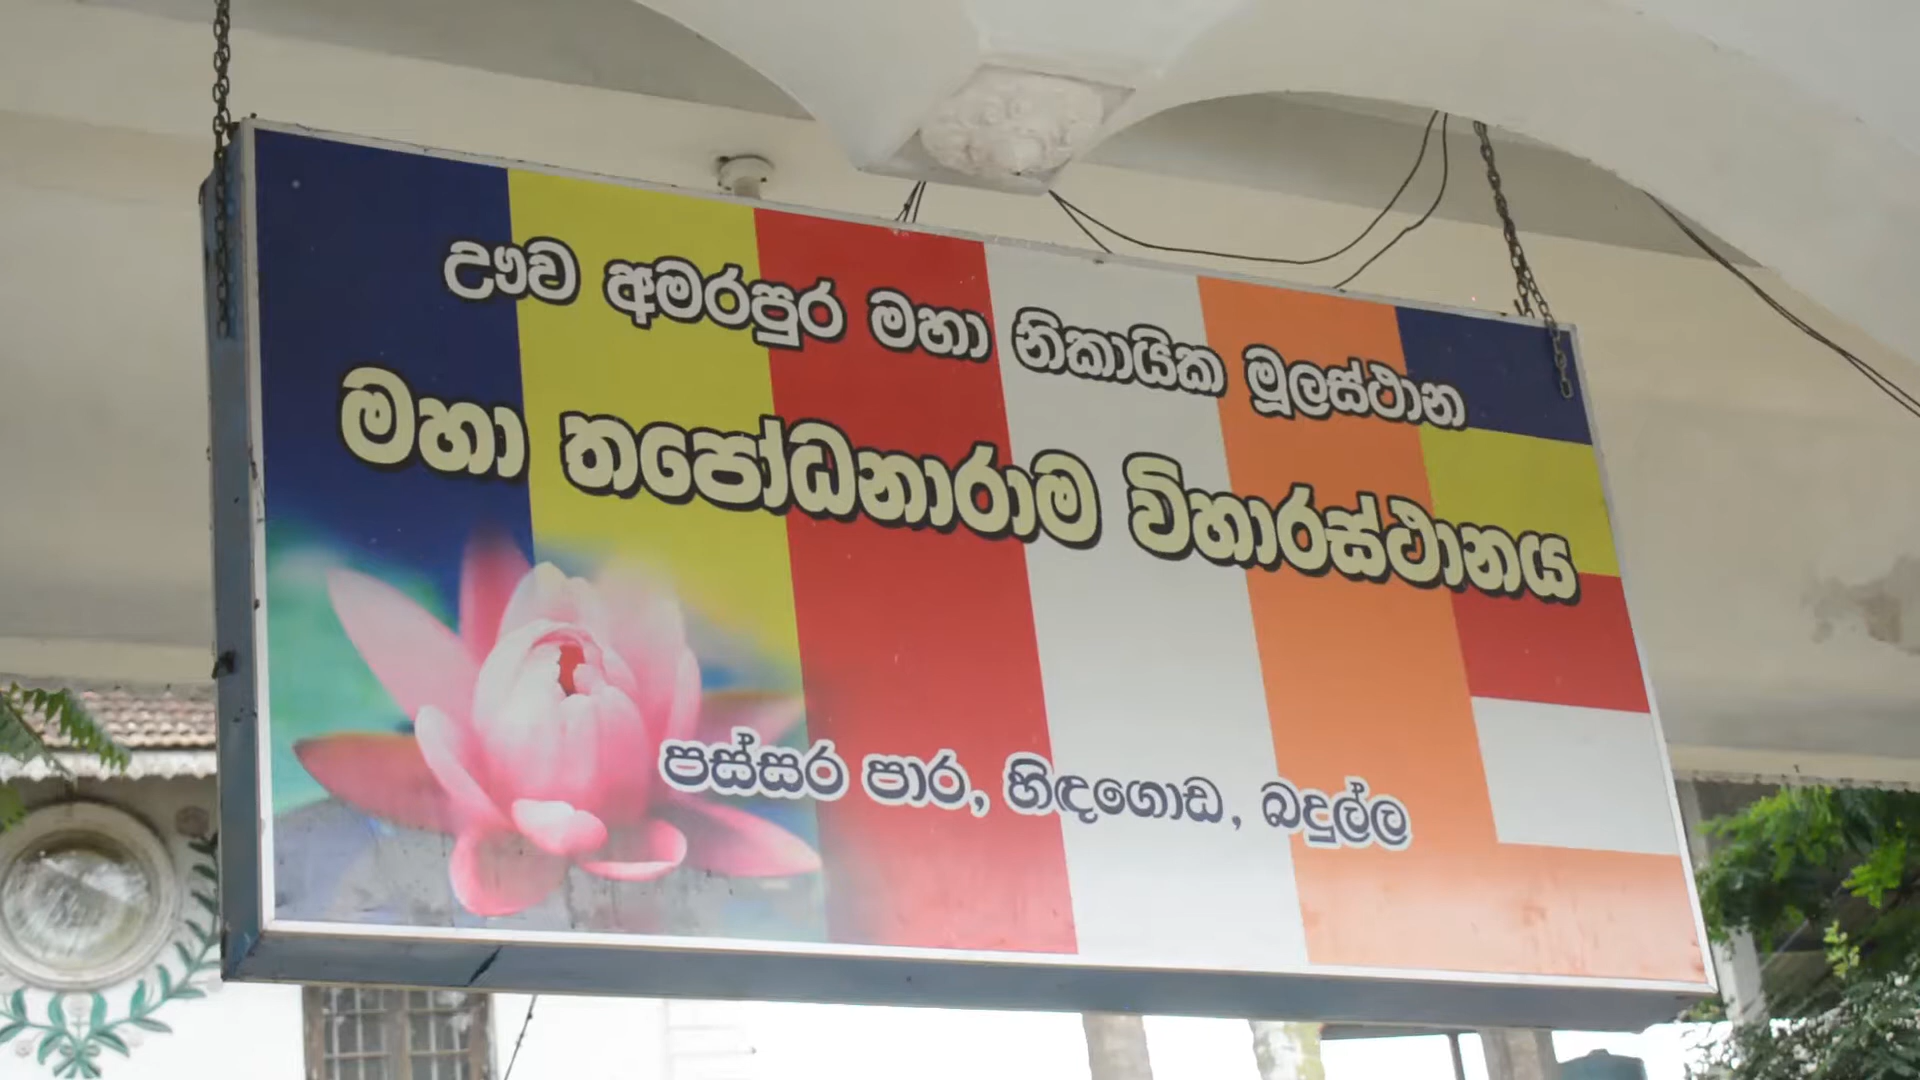 ඌව අමරපුර මහා නිකායික මූලස්ථාන
මහා තපෝධනාරාම විහාරස්ථානය
පස්සර පාර, හිඳගොඩ, බදුල්ල